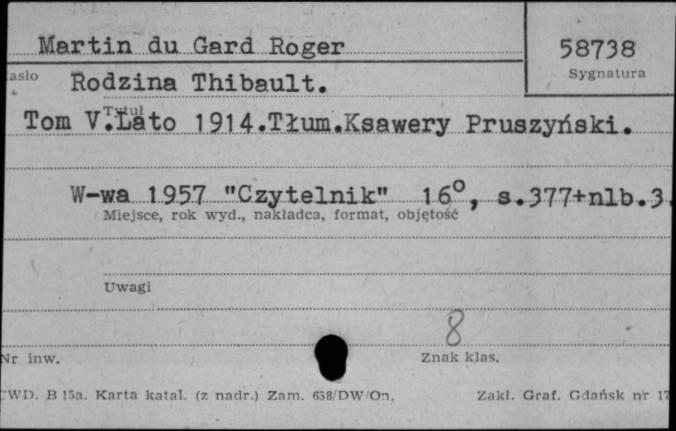 Martin du Gard Roger
58738
Sygnatura
asło
Rodzina Thibault.
Tytuł
Tom V.Lato 1914.Tłum.Ksawery Pruszyński.
W-wa 1957 "Czytelnik" 16°, s.377+nlb.3.
Miejsce, rok wyd., nakładca, format, objętość
Uwagi
8
Nr inw.
Znak klas.
CWD. B 15a. Karta katal. (z nadr.) Zam. 658/DW/On.
Zakł. Graf. Gdańsk nr 17